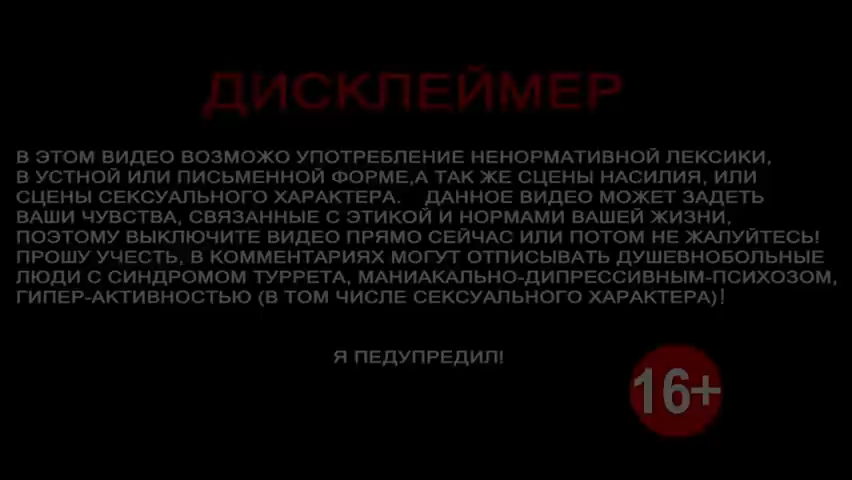 ДИСКЛЕЙМЕР
В ЭТОМ ВИДЕО ВОЗМОЖО УПОТРЕБЛЕНИЕ НЕНОРМАТИВНОЙ ЛЕКСИКИ,
В УСТНОЙ ИЛИ ПИСЬМЕННОЙ ФОРМЕ,А ТАК ЖЕ СЦЕНЫ НАСИЛИЯ, ИЛИ
СЦЕНЫ СЕКСУАЛЬНОГО ХАРАКТЕРА. ДАННОЕ ВИДЕО МОЖЕТ ЗАДЕТЬ
ВАШИ ЧУВСТВА, СВЯЗАННЫЕ С ЭТИКОЙ И НОРМАМИ ВАШЕЙ ЖИЗНИ,
ПОЭТОМУ ВЫКЛЮЧИТЕ ВИДЕО ПРЯМО СЕЙЧАС ИЛИ ПОТОМ НЕ ЖАЛУЙТЕСЬ!
ПРОШУ УЧЕСТЬ, В КОММЕНТАРИЯХ МОГУТ ОТПИСЫВАТЬ ДУШЕВНОБОЛЬНЫЕ
ЛЮДИ С СИНДРОМОМ ТУРРЕТА, МАНИАКАЛЬНО-ДИПРЕССИВНЫМ-ПСИХОЗОМ,
ГИПЕР-АКТИВНОСТЬЮ (В ТОМ ЧИСЛЕ СЕКСУАЛЬНОГО ХАРАКТЕРА)!
Я ПЕДУПРЕДИЛ!
16+